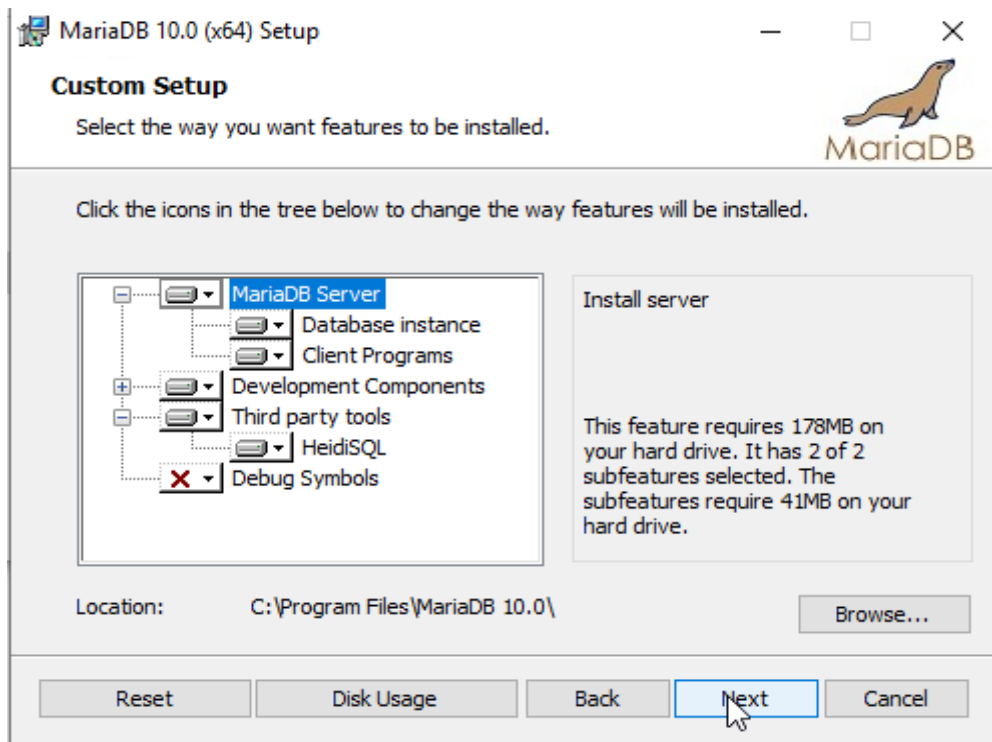 MariaDB 10.0 (x64) Setup
Custom Setup
Select the way you want features to be installed.
MariaDB
Click the icons in the tree below to change the way features will be installed.
MariaDB Server
Database instance
Client Programs
Development Components
Third party tools
HeidiSQL
Debug Symbols
Install server
This feature requires 178MB on
your hard drive. It has 2 of 2
subfeatures selected. The
subfeatures require 41MB on your
hard drive.
Location: C:\Program Files\MariaDB 10.0\
Browse...
Reset Disk Usage Back Next Cancel